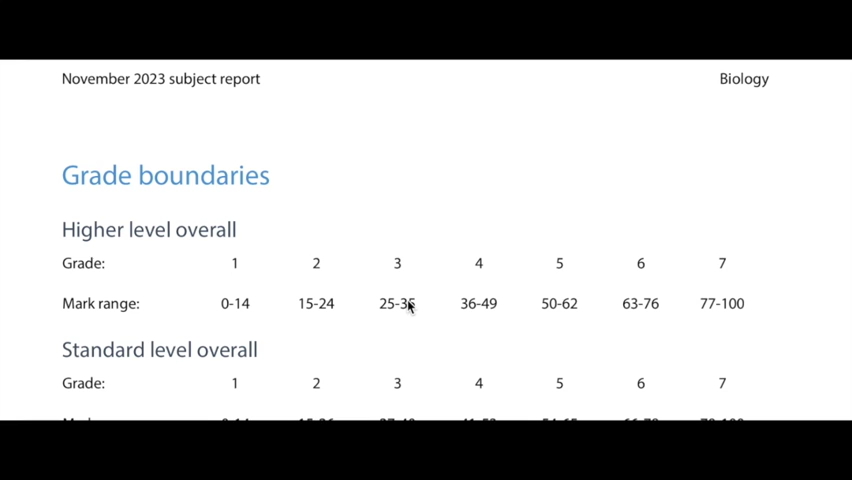 November 2023 subject report
Biology
Grade boundaries
Higher level overall
Grade: 1 2 3 4 5 6 7
Mark range: 0-14 15-24 25-35 36-49 50-62 63-76 77-100
Standard level overall
Grade: 1 2 3 4 5 6 7